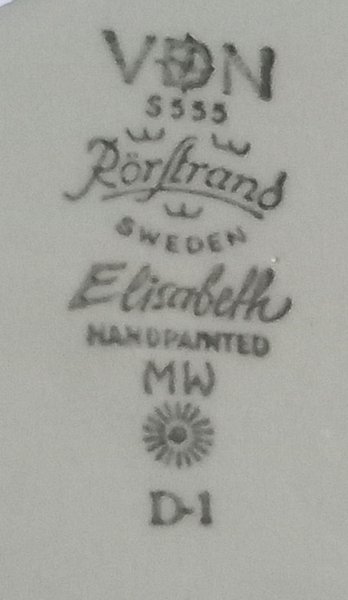 VDN
S555
Rörstrand
SWEDEN
Elisabeth
HANDPAINTED
MW
D-1